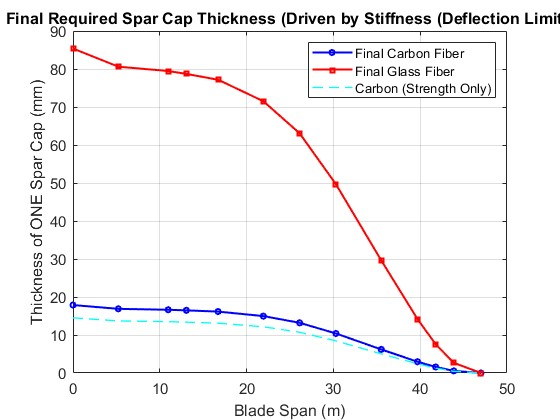 Final Required Spar Cap Thickness (Driven by Stiffness (Deflection Limit
90
80
70
60
50
40
30
20
10
0
Thickness of ONE Spar Cap (mm)
Final Carbon Fiber
Final Glass Fiber
Carbon (Strength Only)
0 10 20 30 40 50
Blade Span (m)